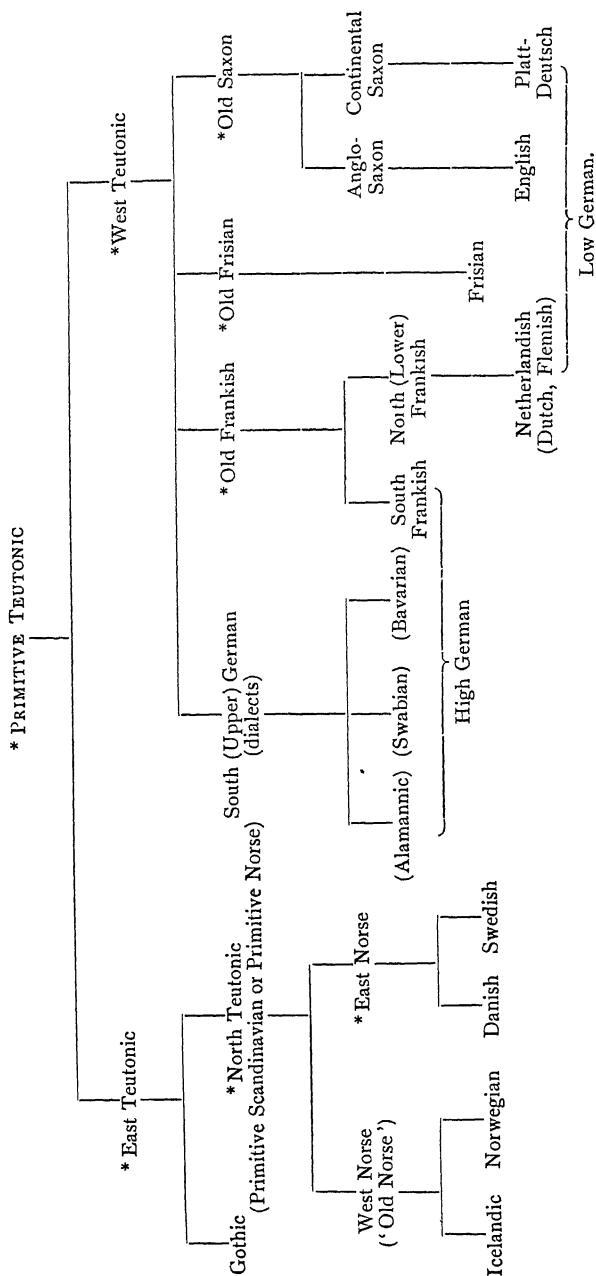 * PRIMITIVE TEUTONIC
* East Teutonic
* West Teutonic
Gothic
* North Teutonic
(Primitive Scandinavian or Primitive Norse)
South (Upper) German
(dialects)
* Old Frankish
* Old Frisian
* Old Saxon
West Norse
('Old Norse')
* East Norse
(Alamannic)
(Swabian)
(Bavarian)
South
Frankish
North (Lower)
Frankish
Anglo-
Saxon
Continental
Saxon
Icelandic
Norwegian
Danish
Swedish
High German
Netherlandish
(Dutch, Flemish)
Frisian
English
Platt-
Deutsch
Low German.